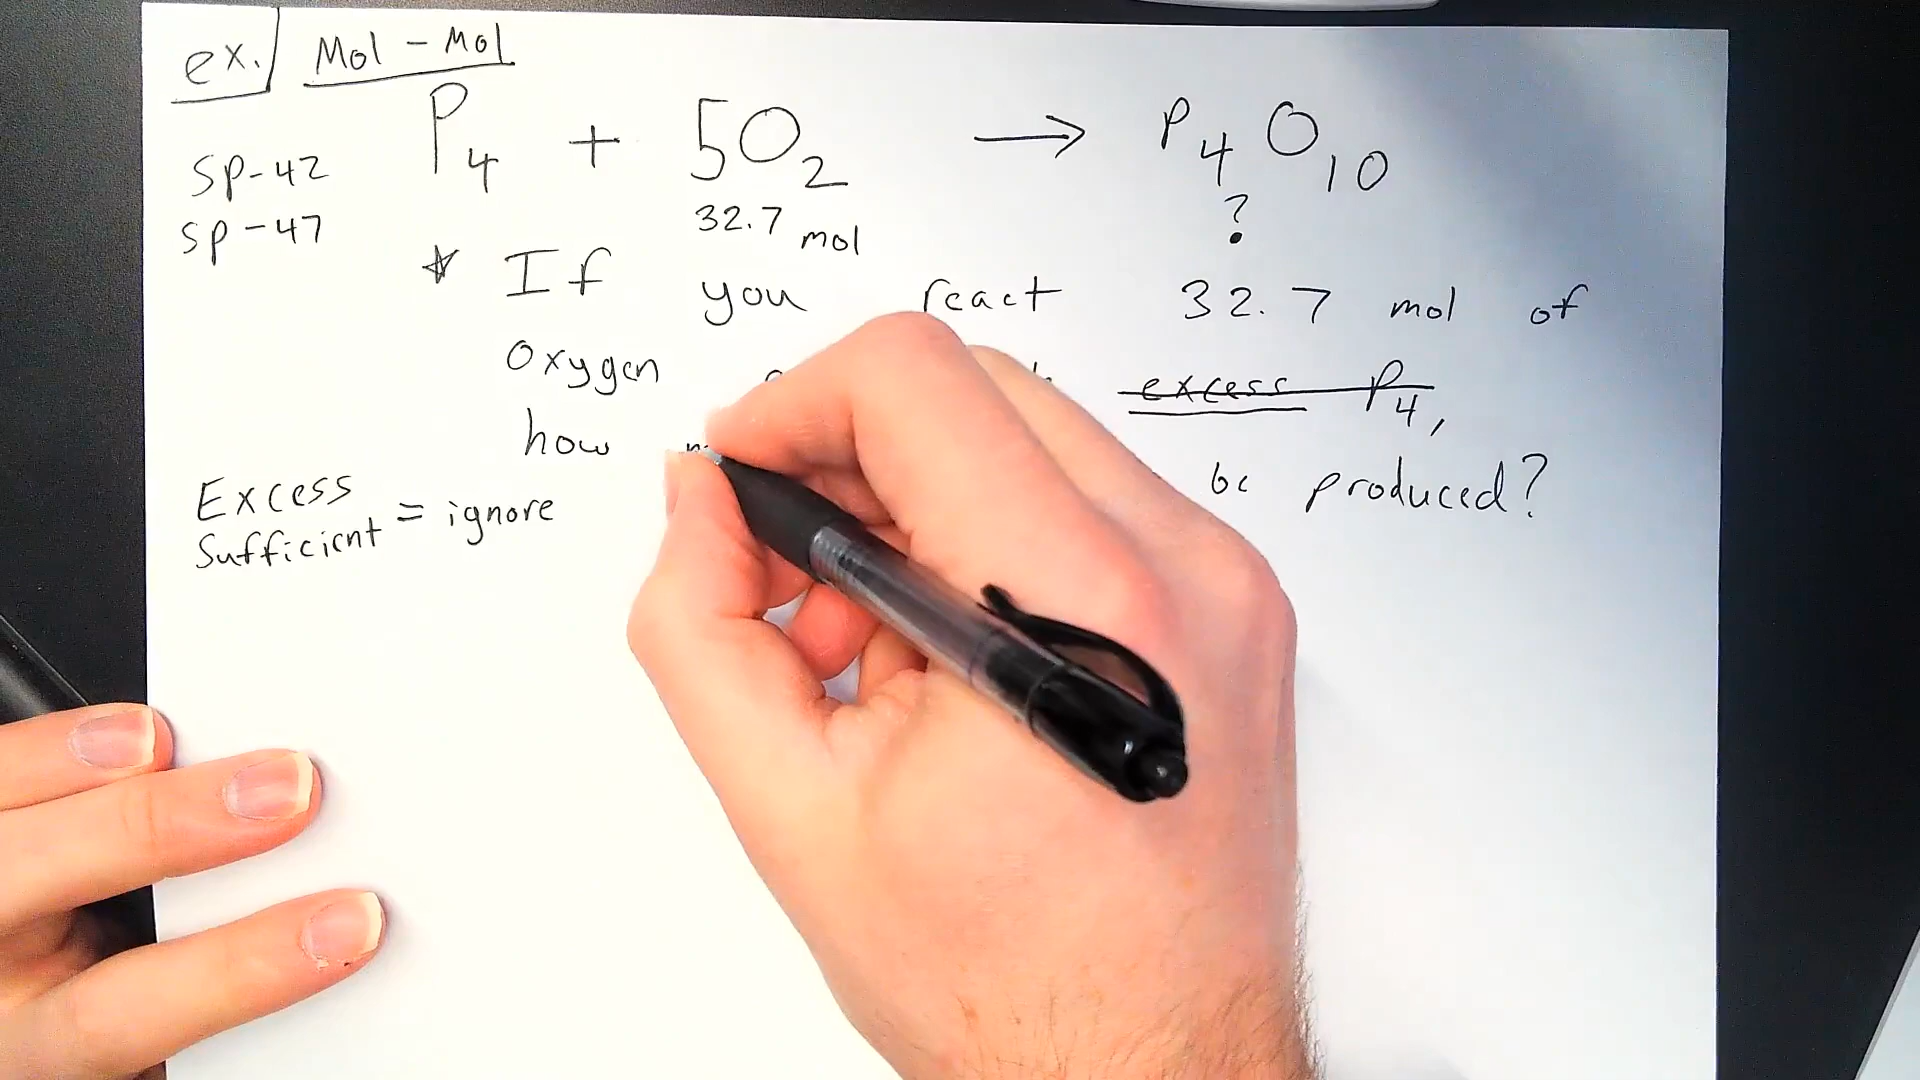 ex. Mol - Mol
P4 + 5O2 → P4O10
SP-42
SP-47
32.7 mol ?
* If you react 32.7 mol of
oxygen excess P4,
how be produced?
Excess
Sufficient = ignore